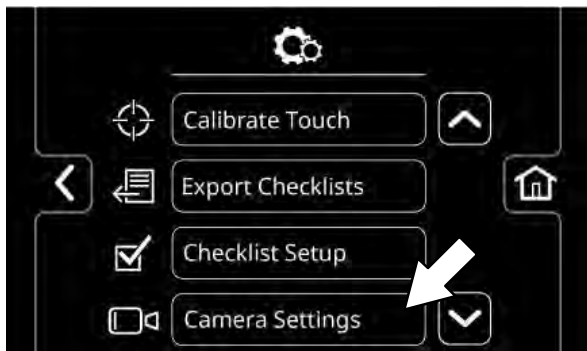 Calibrate Touch
Export Checklists
Checklist Setup
Camera Settings